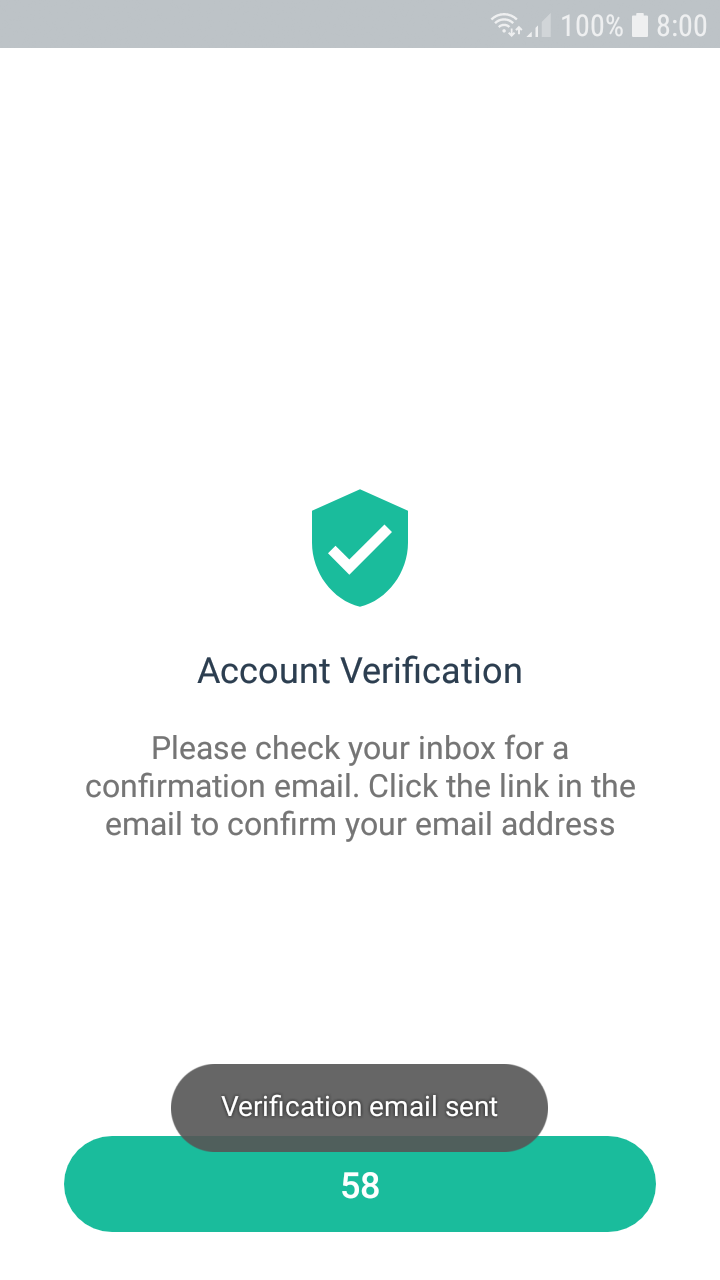 100% 8:00
Account Verification
Please check your inbox for a
confirmation email. Click the link in the
email to confirm your email address
Verification email sent
58